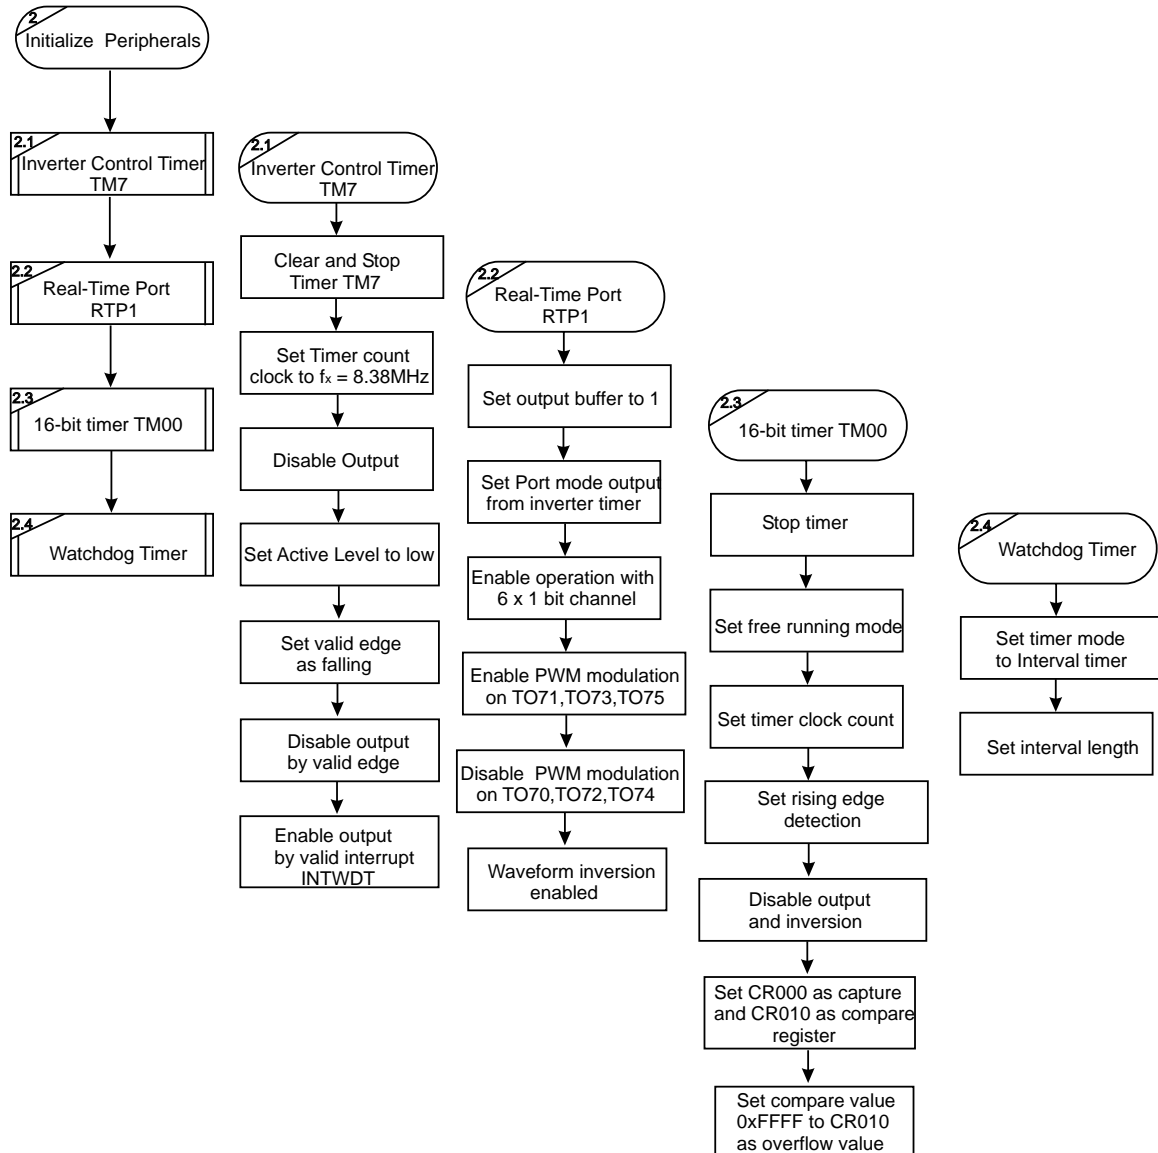 2
Initialize Peripherals
2.1
Inverter Control Timer
TM7
2.2
Real-Time Port
RTP1
2.3
16-bit timer TM00
2.4
Watchdog Timer
2.1
Inverter Control Timer
TM7
Clear and Stop
Timer TM7
Set Timer count
clock to fx = 8.38MHz
Disable Output
Set Active Level to low
Set valid edge
as falling
Disable output
by valid edge
Enable output
by valid interrupt
INTWDT
2.2
Real-Time Port
RTP1
Set output buffer to 1
Set Port mode output
from inverter timer
Enable operation with
6 x 1 bit channel
Enable PWM modulation
on TO71,TO73,TO75
Disable PWM modulation
on TO70,TO72,TO74
Waveform inversion
enabled
2.3
16-bit timer TM00
Stop timer
Set free running mode
Set timer clock count
Set rising edge
detection
Disable output
and inversion
Set CR000 as capture
and CR010 as compare
register
Set compare value
0xFFFF to CR010
as overflow value
2.4
Watchdog Timer
Set timer mode
to Interval timer
Set interval length